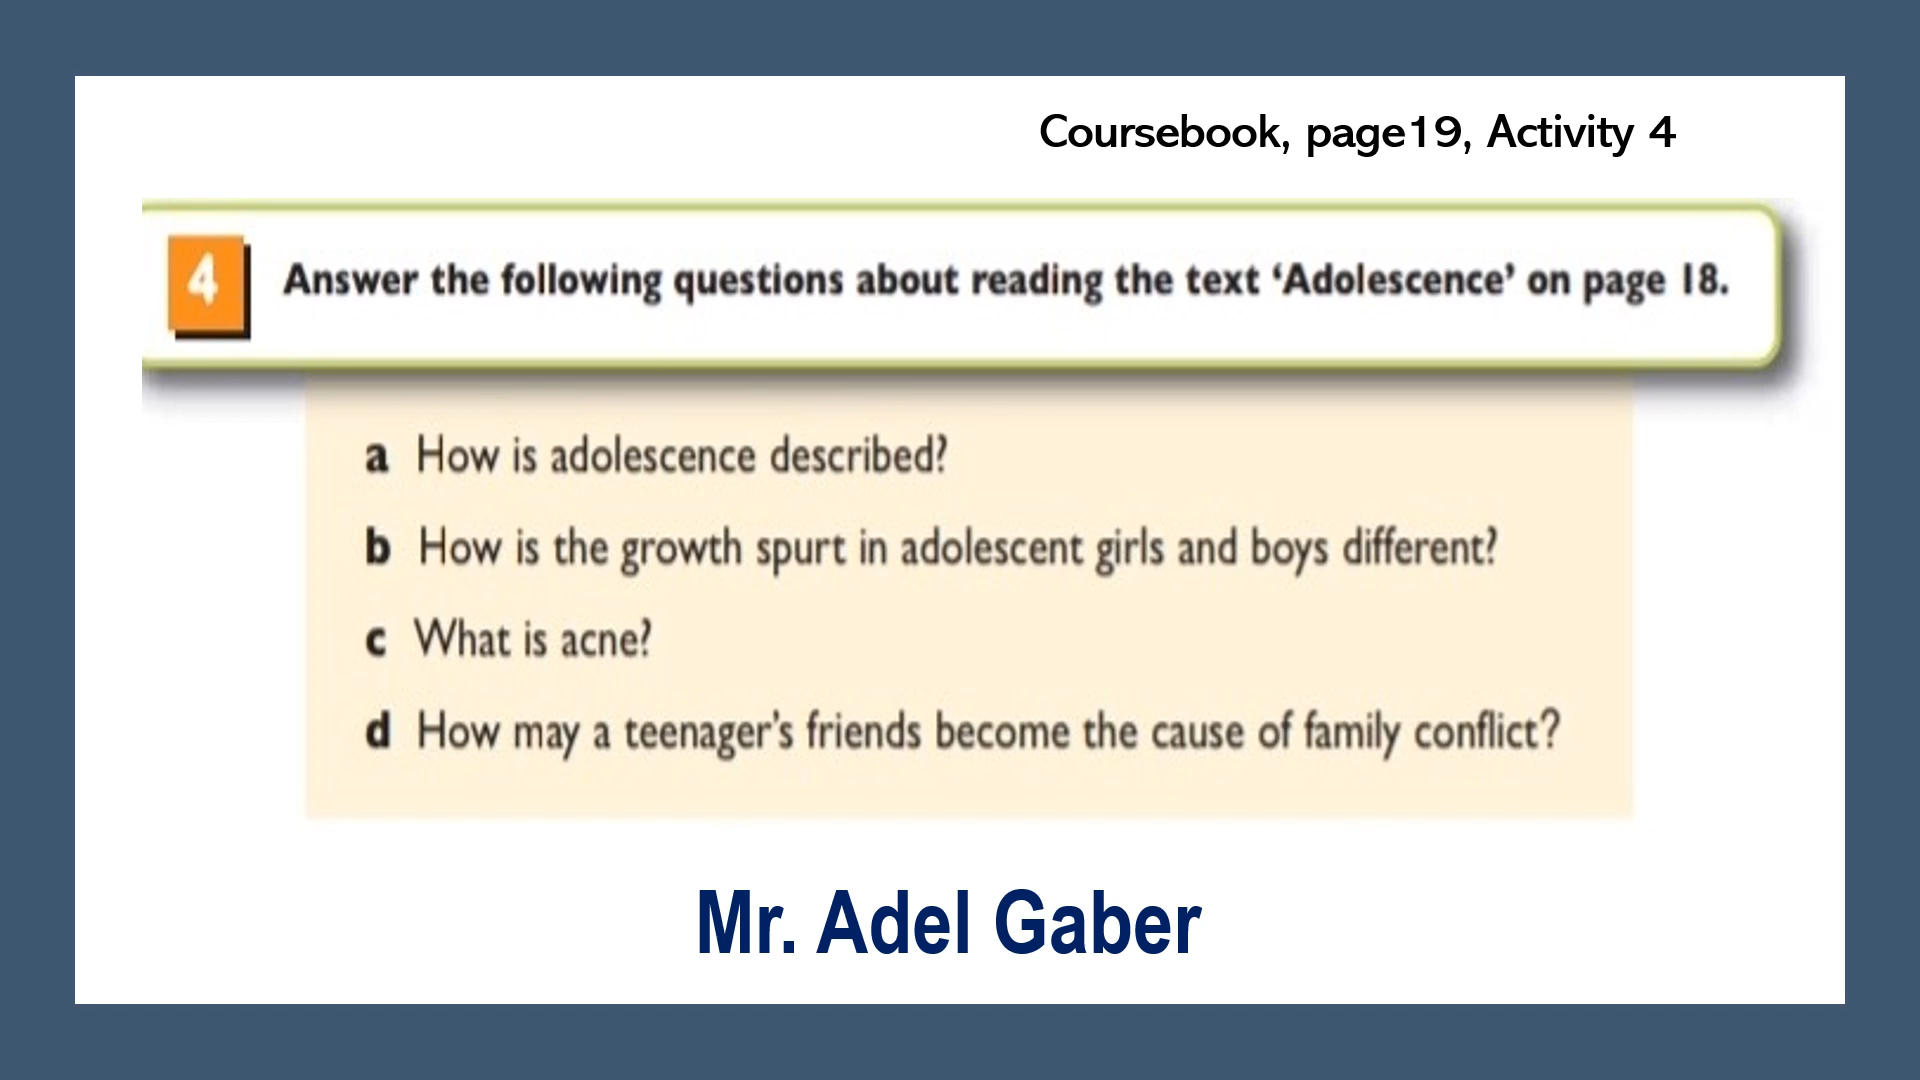 Coursebook, page19, Activity 4
4 Answer the following questions about reading the text ‘Adolescence’ on page 18.
a How is adolescence described?
b How is the growth spurt in adolescent girls and boys different?
c What is acne?
d How may a teenager’s friends become the cause of family conflict?
Mr. Adel Gaber